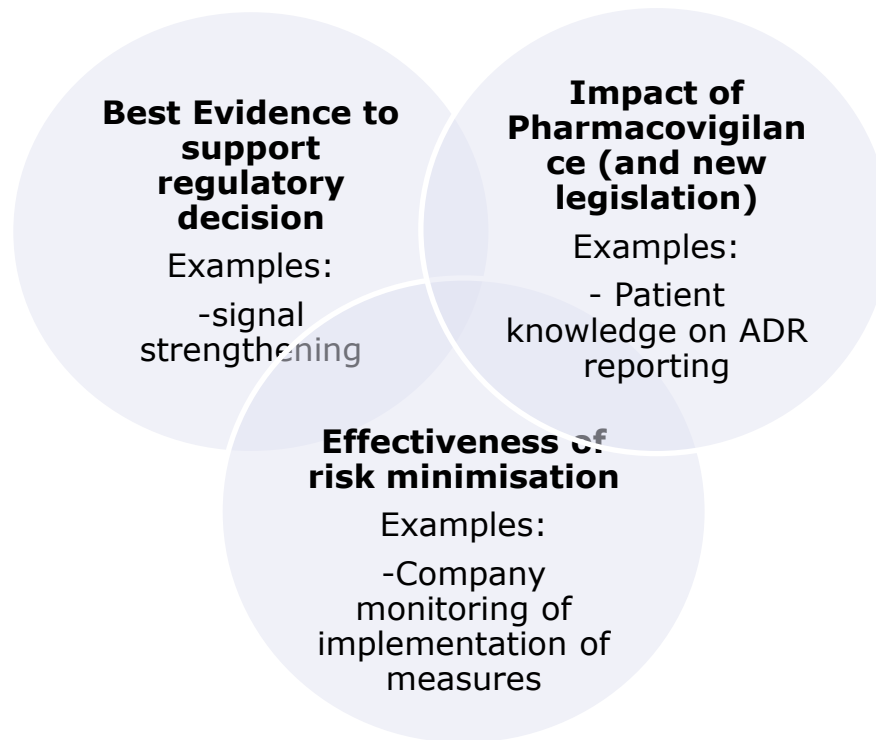 Best Evidence to
support
regulatory
decision
Examples:
-signal
strengthening
Impact of
Pharmacovigilan
ce (and new
legislation)
Examples:
- Patient
knowledge on ADR
reporting
Effectiveness of
risk minimisation
Examples:
-Company
monitoring of
implementation of
measures